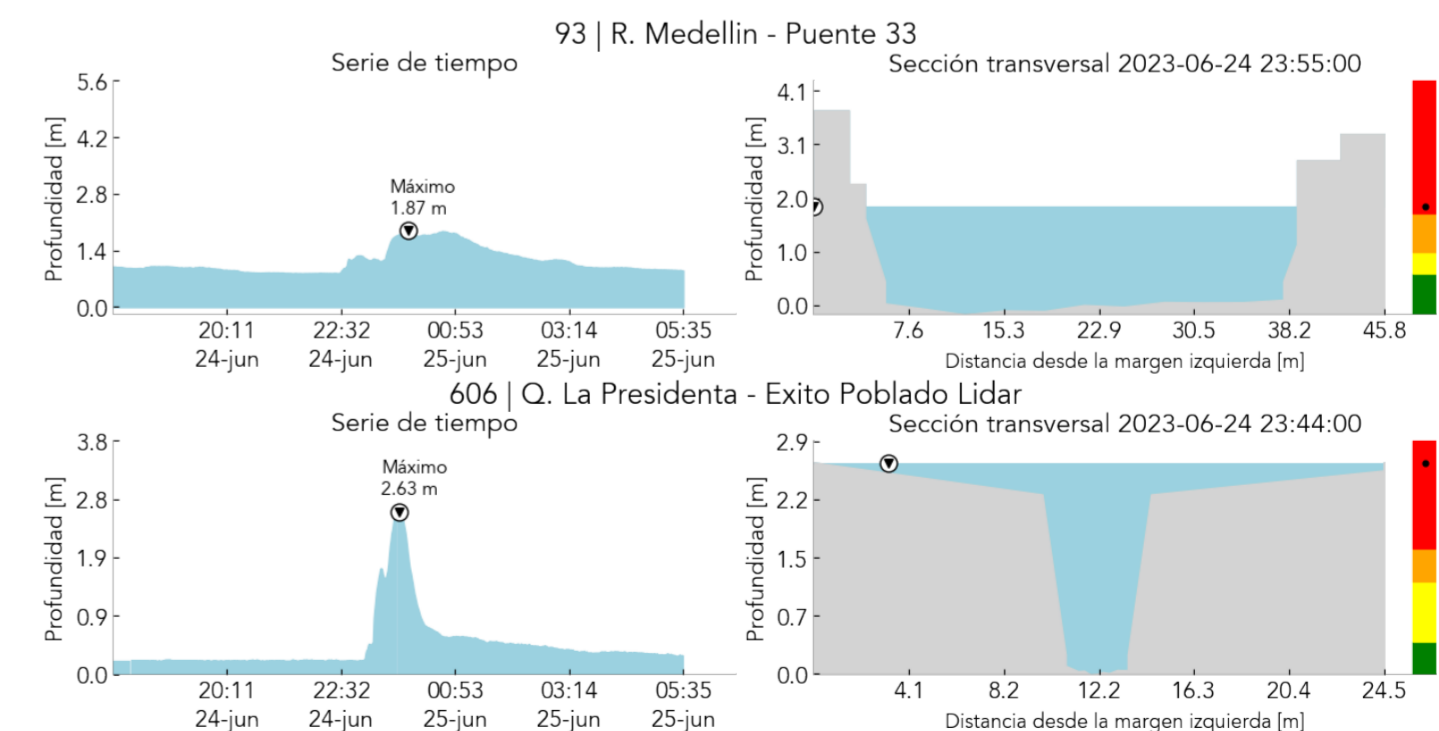 93 | R. Medellin - Puente 33
Serie de tiempo
Profundidad [m]
5.6
4.2
2.8
1.4
0.0
Máximo
1.87 m
20:11 22:32 00:53 03:14 05:35
24-jun 24-jun 25-jun 25-jun 25-jun
Sección transversal 2023-06-24 23:55:00
Profundidad [m]
4.1
3.1
2.0
1.0
0.0
7.6 15.3 22.9 30.5 38.2 45.8
Distancia desde la margen izquierda [m]
606 | Q. La Presidenta - Exito Poblado Lidar
Serie de tiempo
Profundidad [m]
3.8
2.8
1.9
0.9
0.0
Máximo
2.63 m
20:11 22:32 00:53 03:14 05:35
24-jun 24-jun 25-jun 25-jun 25-jun
Sección transversal 2023-06-24 23:44:00
Profundidad [m]
2.9
2.2
1.5
0.7
0.0
4.1 8.2 12.2 16.3 20.4 24.5
Distancia desde la margen izquierda [m]